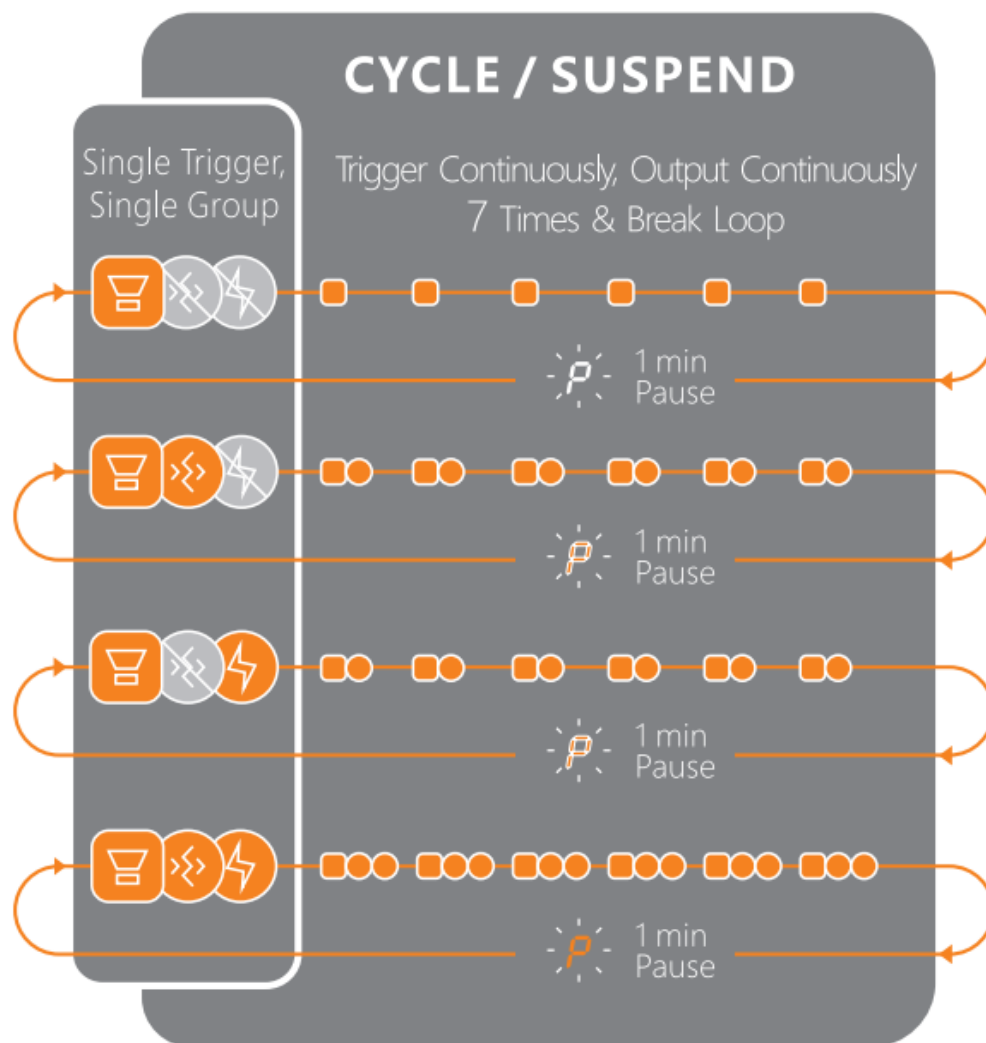 CYCLE / SUSPEND
Single Trigger,
Single Group
Trigger Continuously, Output Continuously
7 Times & Break Loop
P
1 min
Pause
P
1 min
Pause
P
1 min
Pause
P
1 min
Pause